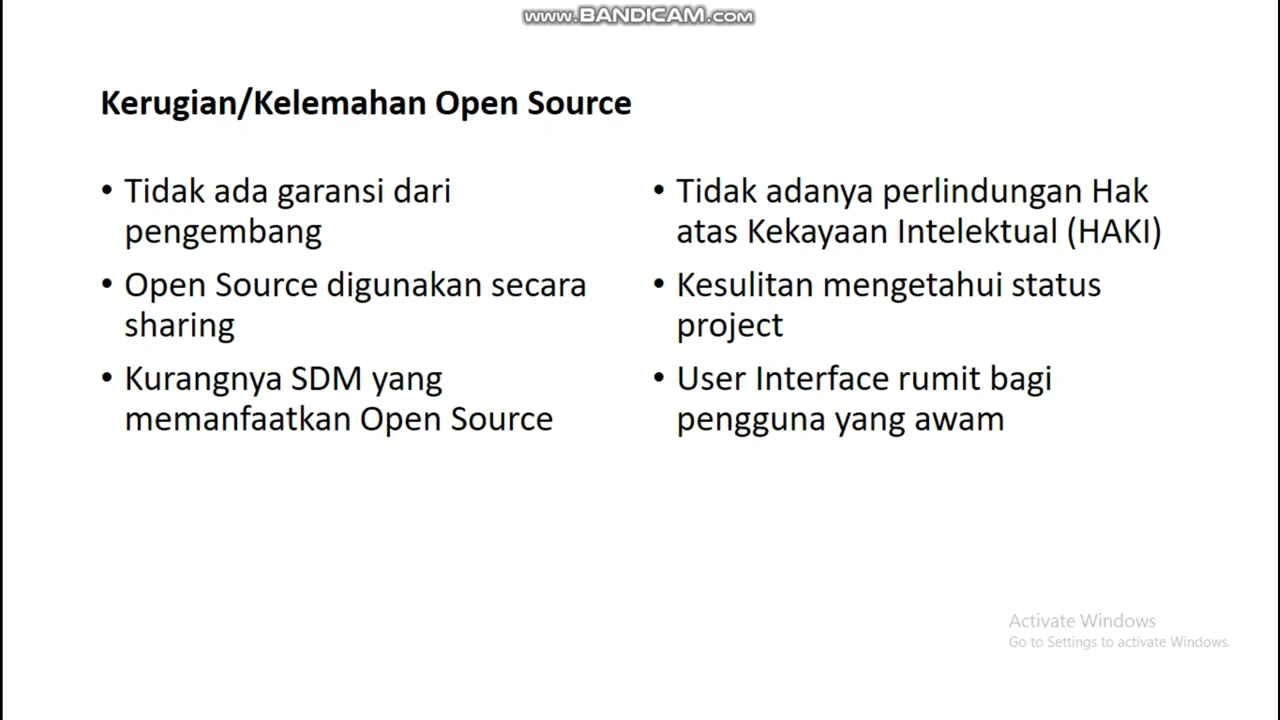 www.BANDICAM.com
Kerugian/Kelemahan Open Source
• Tidak ada garansi dari
pengembang
• Open Source digunakan secara
sharing
• Kurangnya SDM yang
memanfaatkan Open Source
• Tidak adanya perlindungan Hak
atas Kekayaan Intelektual (HAKI)
• Kesulitan mengetahui status
project
• User Interface rumit bagi
pengguna yang awam
Activate Windows
Go to Settings to activate Windows.